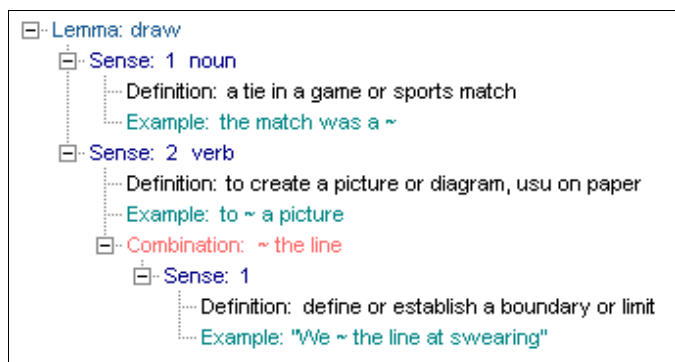 Lemma: draw
Sense: 1 noun
Definition: a tie in a game or sports match
Example: the match was a ~
Sense: 2 verb
Definition: to create a picture or diagram, usu on paper
Example: to ~ a picture
Combination: ~ the line
Sense: 1
Definition: define or establish a boundary or limit
Example: "We ~ the line at swearing"